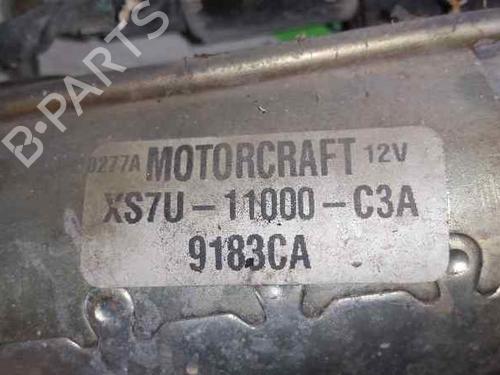 B-PARTS
0277A MOTORCRAFT 12V
XS7U-11000-C3A
9183CA